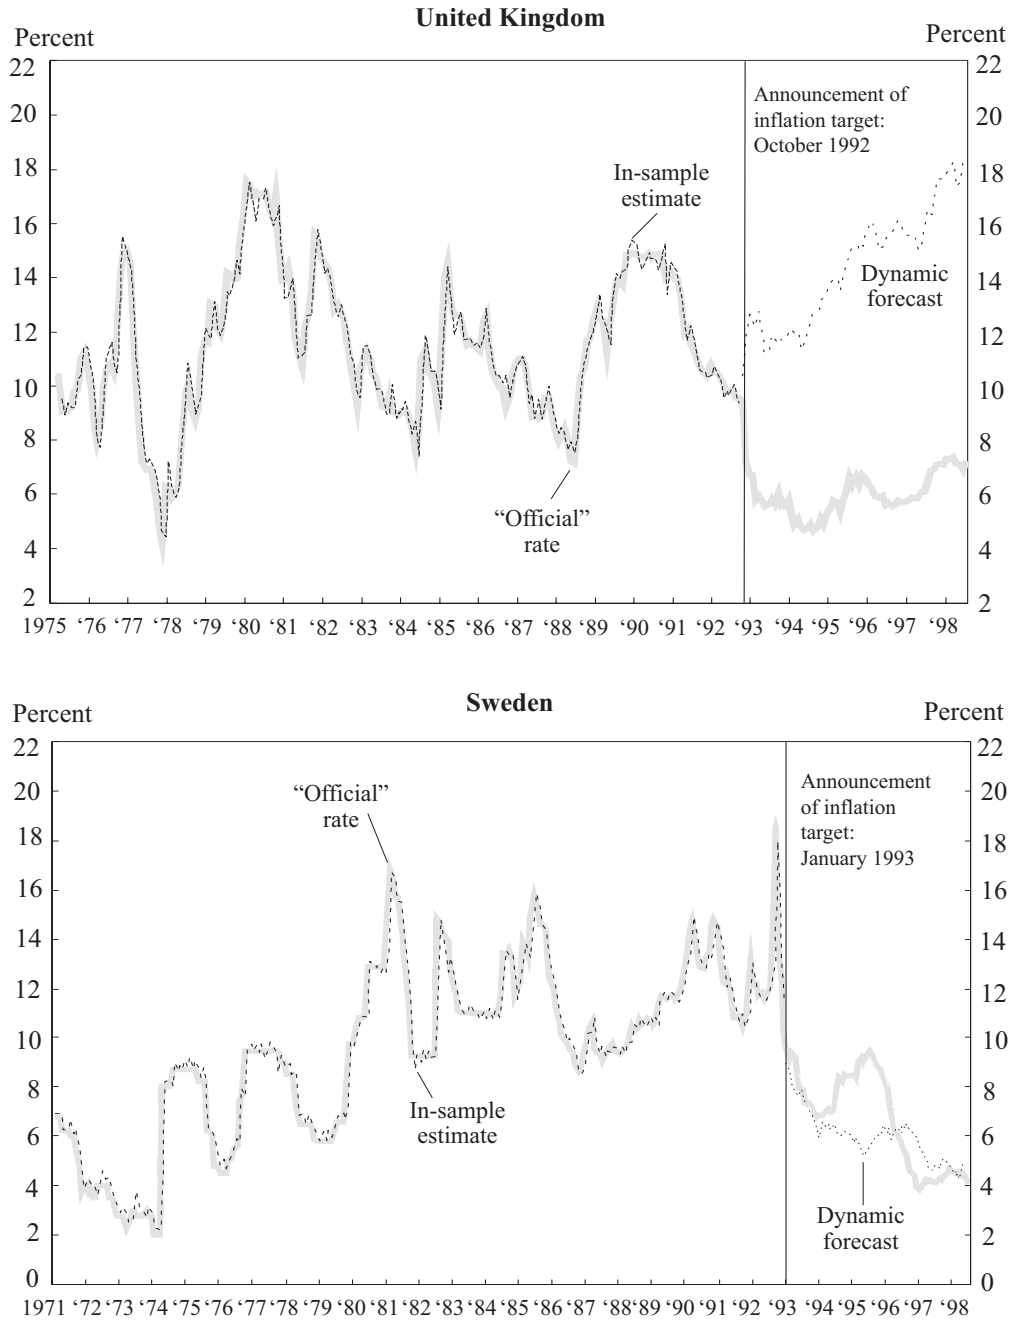 United Kingdom
Percent
Percent
22
20
18
16
14
12
10
8
6
4
2
22
20
18
16
14
12
10
8
6
4
2
Announcement of
inflation target:
October 1992
In-sample
estimate
Dynamic
forecast
“Official”
rate
1975 ‘76 ‘77 ‘78 ‘79 ‘80 ‘81 ‘82 ‘83 ‘84 ‘85 ‘86 ‘87 ‘88 ‘89 ‘90 ‘91 ‘92 ‘93 ‘94 ‘95 ‘96 ‘97 ‘98
Sweden
Percent
Percent
22
20
18
16
14
12
10
8
6
4
2
0
22
20
18
16
14
12
10
8
6
4
2
0
“Official”
rate
Announcement
of inflation
target:
January 1993
In-sample
estimate
Dynamic
forecast
1971 ‘72 ‘73 ‘74 ‘75 ‘76 ‘77 ‘78 ‘79 ‘80 ‘81 ‘82 ‘83 ‘84 ‘85 ‘86 ‘87 ‘88 ‘89 ‘90 ‘91 ‘92 ‘93 ‘94 ‘95 ‘96 ‘97 ‘98